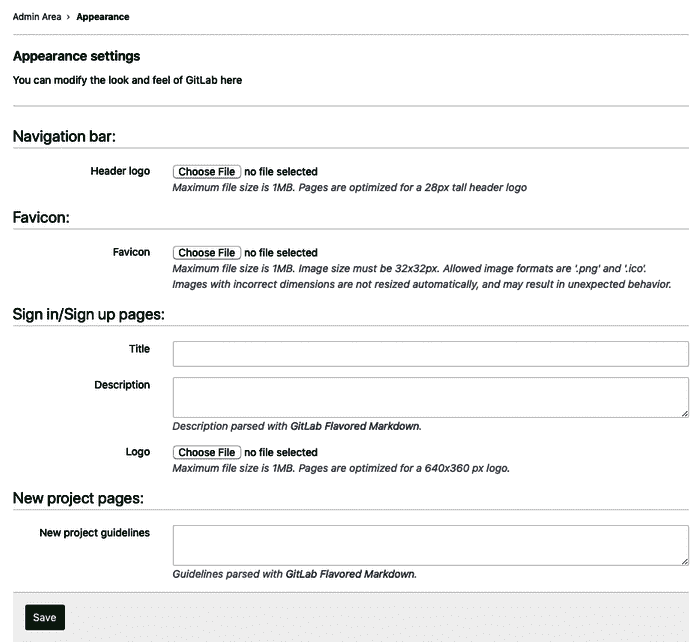 Admin Area › Appearance
Appearance settings
You can modify the look and feel of GitLab here
Navigation bar:
Header logo Choose File no file selected
Maximum file size is 1MB. Pages are optimized for a 28px tall header logo
Favicon:
Favicon Choose File no file selected
Maximum file size is 1MB. Image size must be 32x32px. Allowed image formats are '.png' and '.ico'.
Images with incorrect dimensions are not resized automatically, and may result in unexpected behavior.
Sign in/Sign up pages:
Title
Description
Description parsed with GitLab Flavored Markdown.
Logo Choose File no file selected
Maximum file size is 1MB. Pages are optimized for a 640x360 px logo.
New project pages:
New project guidelines
Guidelines parsed with GitLab Flavored Markdown.
Save